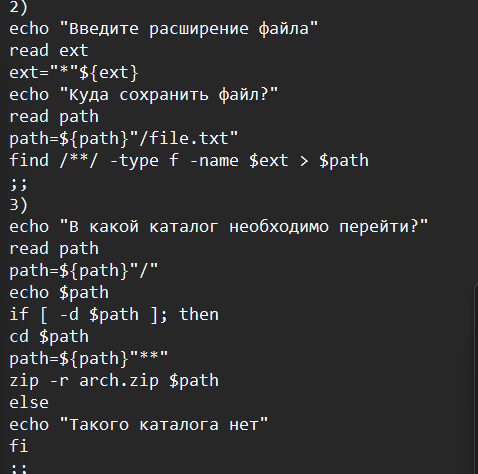 2)
echo "Введите расширение файла"
read ext
ext="*"${ext}
echo "Куда сохранить файл?"
read path
path=${path}"/file.txt"
find /**/ -type f -name $ext > $path
;;
3)
echo "В какой каталог необходимо перейти?"
read path
path=${path}"/"
echo $path
if [ -d $path ]; then
cd $path
path=${path}"**"
zip -r arch.zip $path
else
echo "Такого каталога нет"
fi
;;